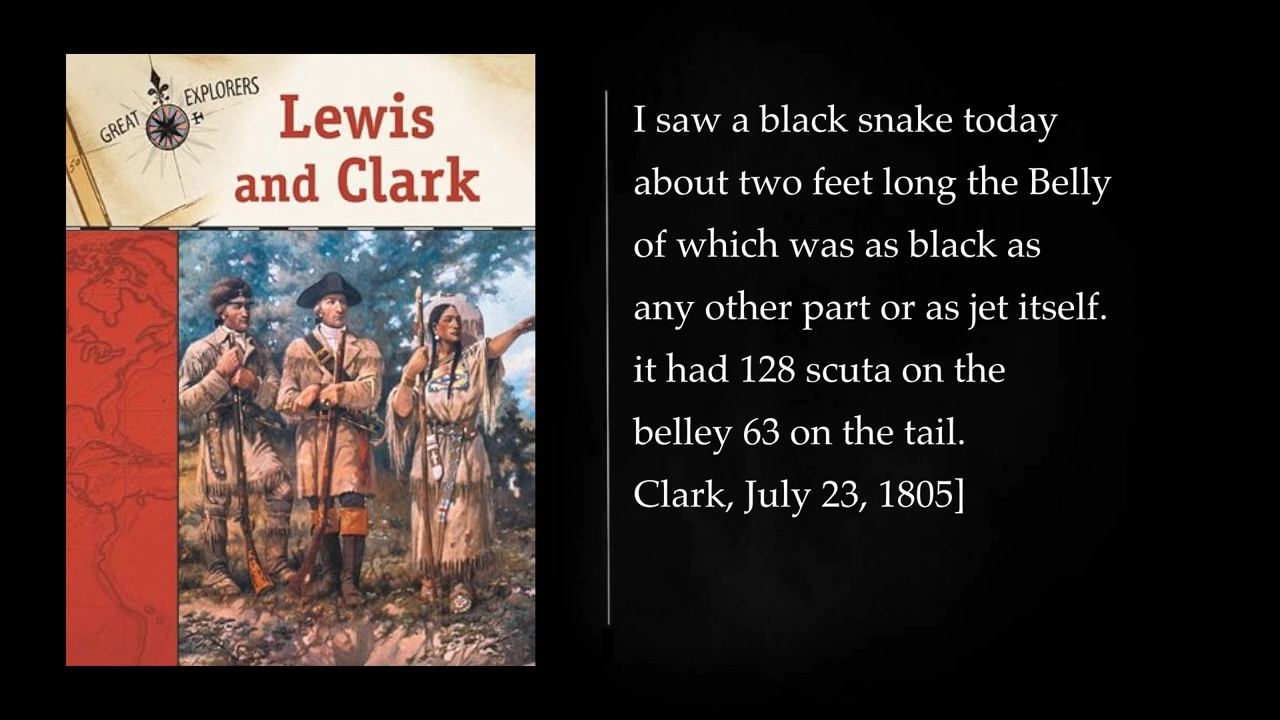 GREAT EXPLORERS
Lewis
and Clark
50
I saw a black snake today
about two feet long the Belly
of which was as black as
any other part or as jet itself.
it had 128 scuta on the
belley 63 on the tail.
Clark, July 23, 1805]